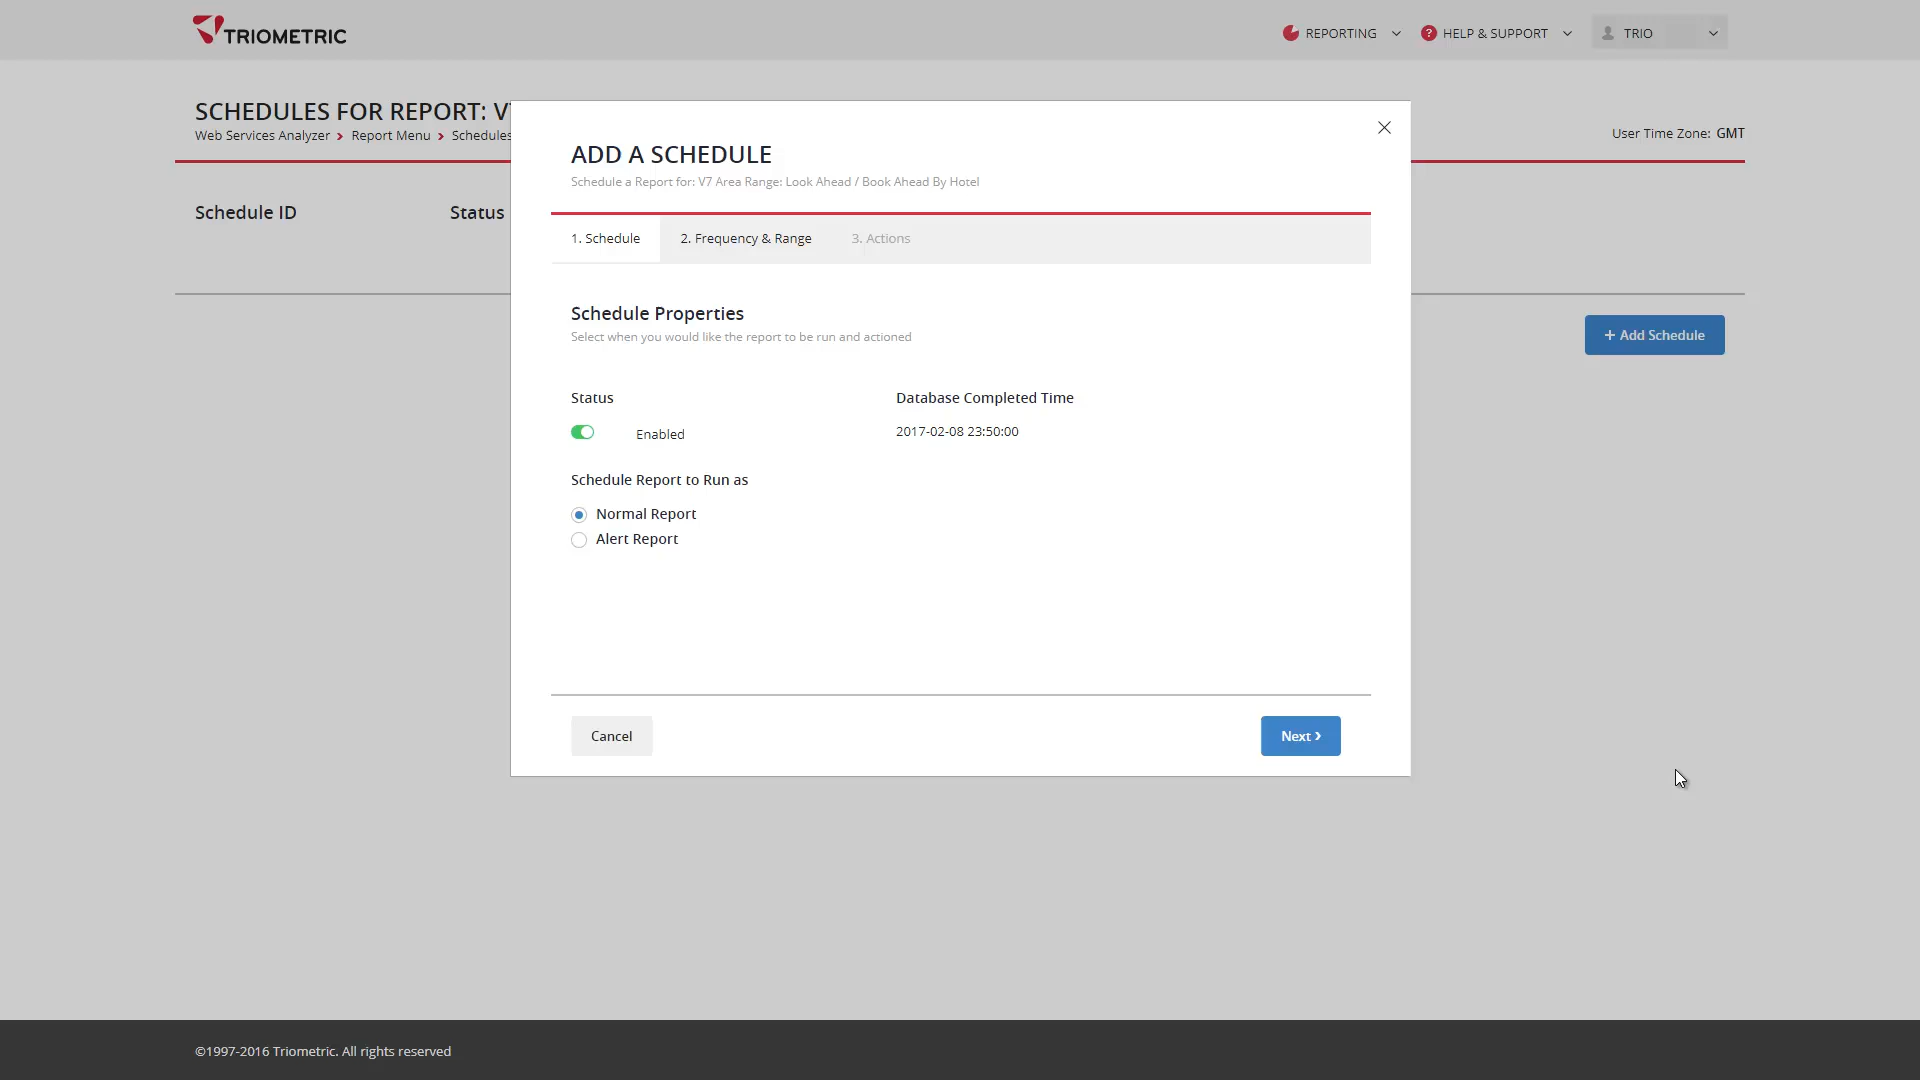 TRIOMETRIC
REPORTING
HELP & SUPPORT
TRIO
SCHEDULES FOR REPORT:
Web Services Analyzer Report Menu Schedules
User Time Zone: GMT
Schedule ID
Status
+ Add Schedule
ADD A SCHEDULE
Schedule a Report for: V7 Area Range: Look Ahead / Book Ahead By Hotel
1. Schedule
2. Frequency & Range
3. Actions
Schedule Properties
Select when you would like the report to be run and actioned
Status
Database Completed Time
Enabled
2017-02-08 23:50:00
Schedule Report to Run as
Normal Report
Alert Report
Cancel
Next ›
©1997-2016 Triometric. All rights reserved